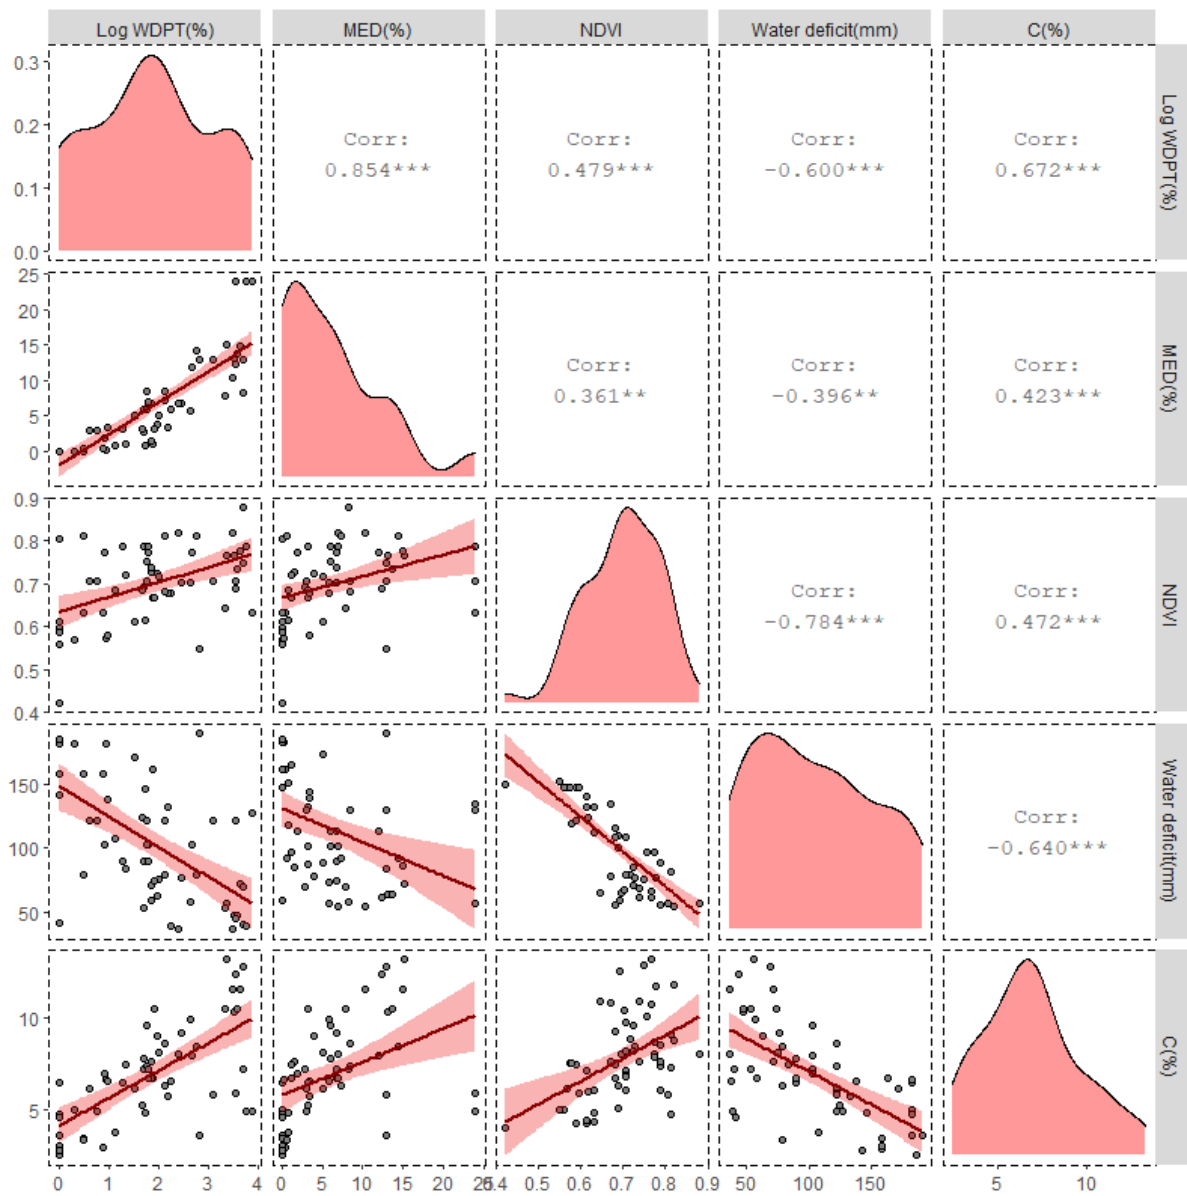 Log WDPT(%) MED(%) NDVI Water deficit(mm) C(%)
0.3
0.2
0.1
0.0
Corr: Corr: Corr: Corr:
0.854*** 0.479*** -0.600*** 0.672***
Log WDPT(%)
25
20
15
10
5
0
Corr: Corr: Corr:
0.361** -0.396** 0.423***
MED(%)
0.9
0.8
0.7
0.6
0.5
0.4
Corr: Corr:
-0.784*** 0.472***
NDVI
150
100
50
Corr:
-0.640***
Water deficit(mm)
10
5
C(%)
0 1 2 3 4 0 5 10 15 20 25 0.4 0.5 0.6 0.7 0.8 0.9 50 100 150 5 10